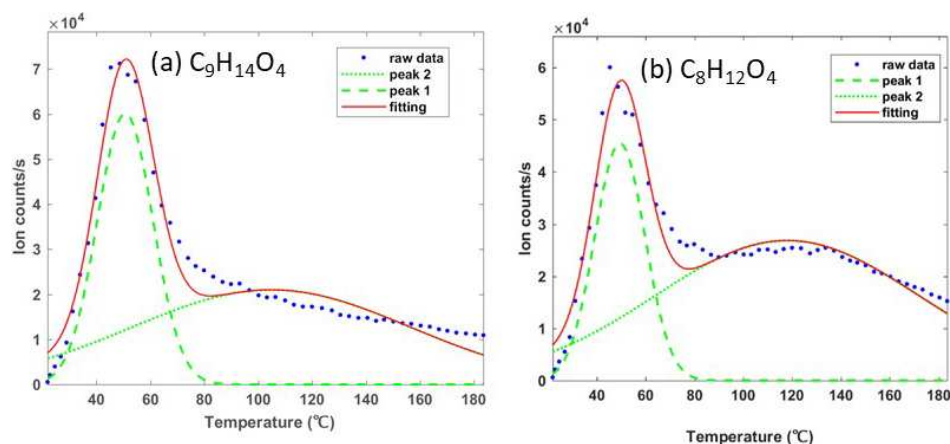 ×10⁴
(a) C₉H₁₄O₄
raw data
peak 2
peak 1
fitting
Ion counts/s
7
6
5
4
3
2
1
0
40 60 80 100 120 140 160 180
Temperature (℃)
×10⁴
(b) C₈H₁₂O₄
raw data
peak 1
peak 2
fitting
Ion counts/s
6
5
4
3
2
1
0
40 60 80 100 120 140 160 180
Temperature (℃)